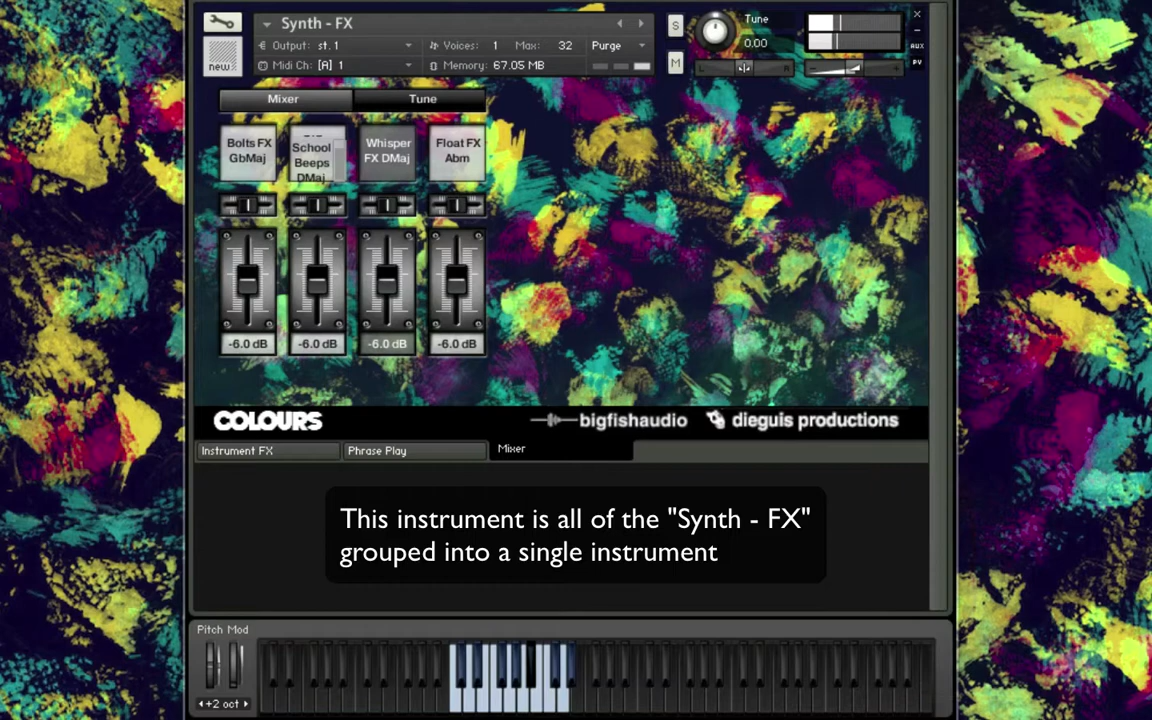 Synth - FX
Output: st. 1
Voices: 1 Max: 32 Purge
Midi Ch: [A] 1
Memory: 67.05 MB
new
S
M
Tune
0.00
L R
- +
×
-
AUX
PV
Mixer Tune
Bolts FX
GbMaj
School
Beeps
DMaj
Whisper
FX DMaj
Float FX
Abm
-6.0 dB -6.0 dB -6.0 dB -6.0 dB
COLOURS bigfishaudio dieguis productions
Instrument FX Phrase Play Mixer
This instrument is all of the "Synth - FX"
grouped into a single instrument
Pitch Mod
+2 oct